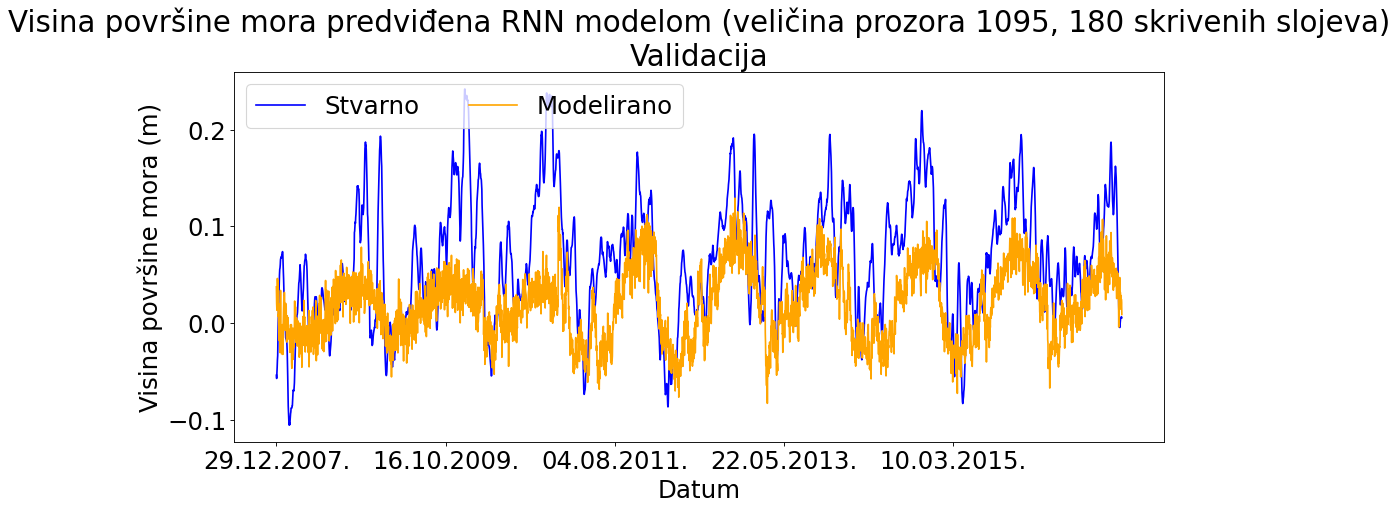 Visina površine mora predviđena RNN modelom (veličina prozora 1095, 180 skrivenih slojeva)
Validacija
Stvarno
Modelirano
Visina površine mora (m)
0.2
0.1
0.0
−0.1
29.12.2007.
16.10.2009.
04.08.2011.
22.05.2013.
10.03.2015.
Datum